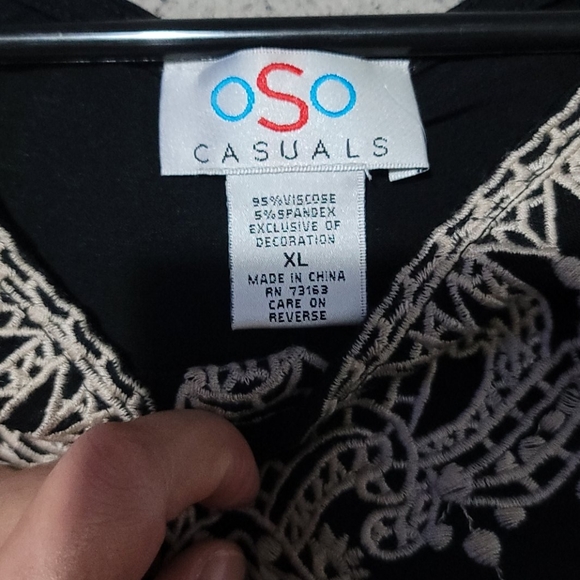 oSo
CASUALS
95%VISCOSE
5%SPANDEX
EXCLUSIVE OF
DECORATION
XL
MADE IN CHINA
RN 73163
CARE ON
REVERSE